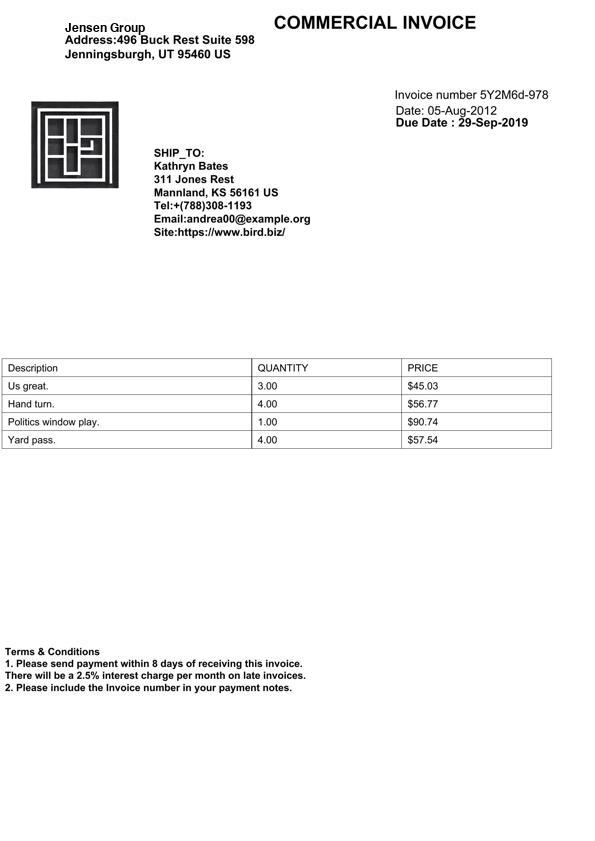 COMMERCIAL INVOICE
Jensen Group
Address:496 Buck Rest Suite 598
Jenningsburgh, UT 95460 US
Invoice number 5Y2M6d-978
Date: 05-Aug-2012
Due Date : 29-Sep-2019
SHIP_TO:
Kathryn Bates
311 Jones Rest
Mannland, KS 56161 US
Tel:+(788)308-1193
Email:andrea00@example.org
Site:https://www.bird.biz/
Description QUANTITY PRICE
Us great. 3.00 $45.03
Hand turn. 4.00 $56.77
Politics window play. 1.00 $90.74
Yard pass. 4.00 $57.54
Terms & Conditions
1. Please send payment within 8 days of receiving this invoice.
There will be a 2.5% interest charge per month on late invoices.
2. Please include the Invoice number in your payment notes.